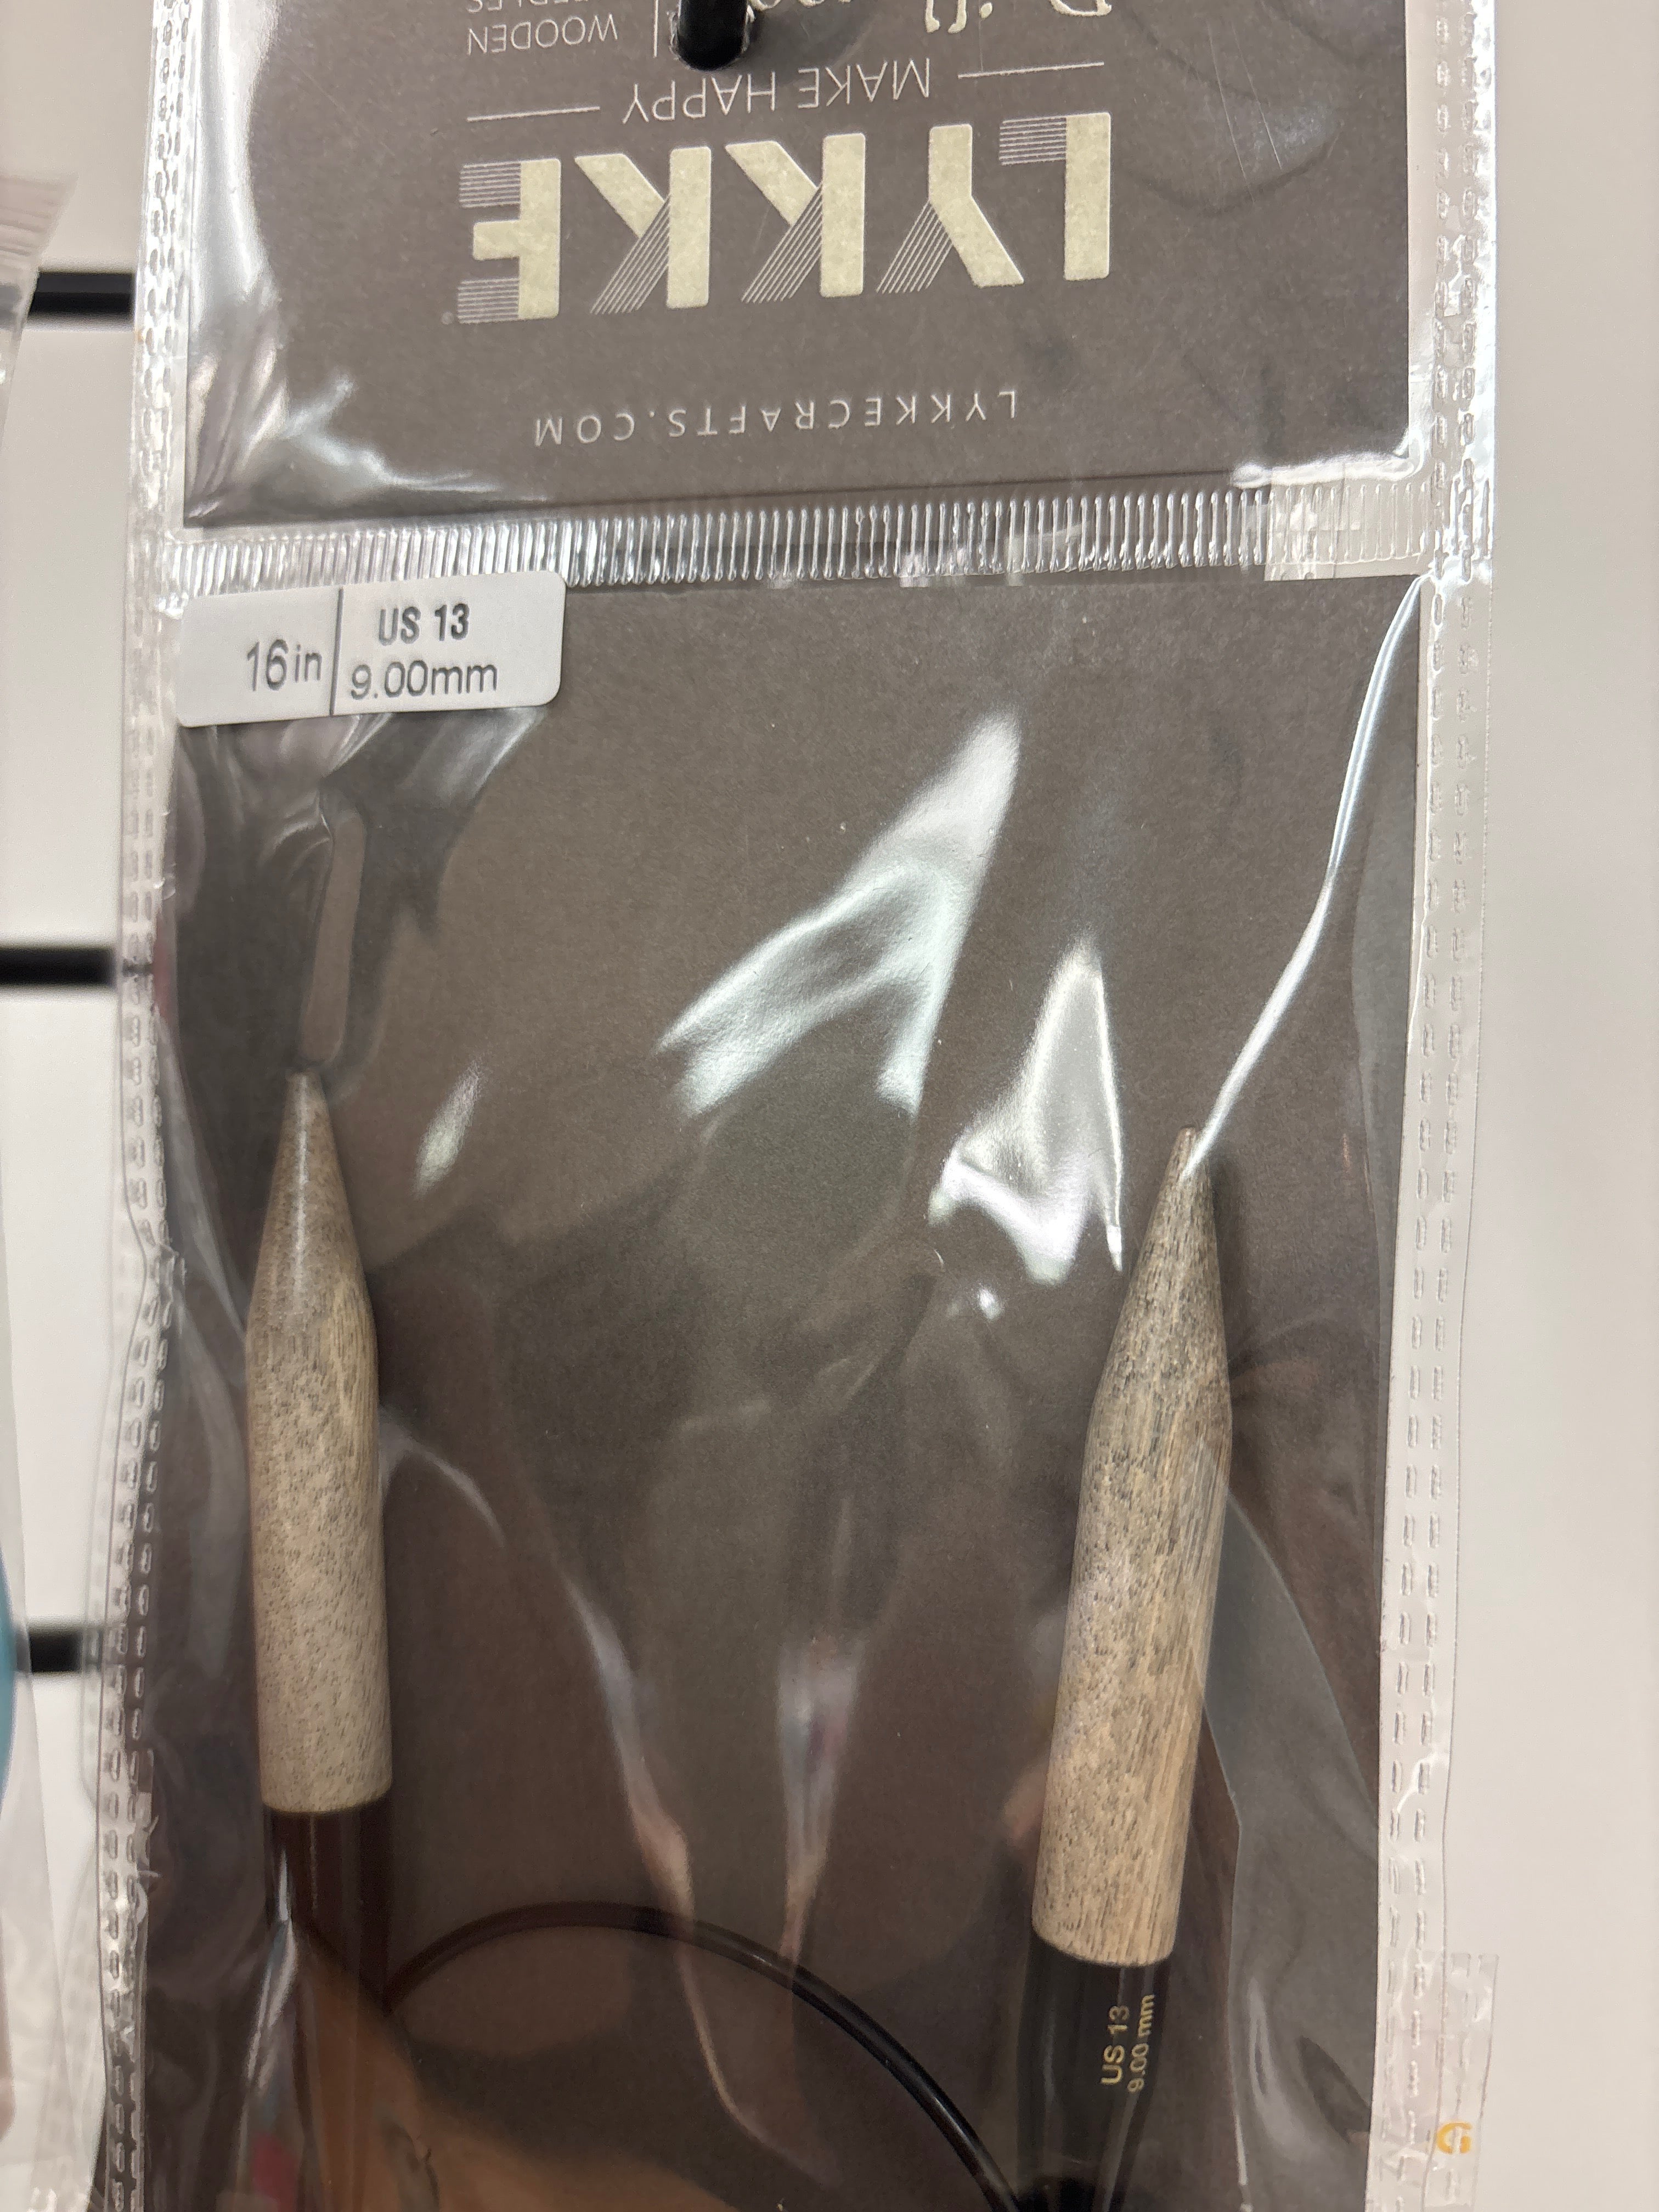 LYKKECRAFTS.COM
LYKKE
MAKE HAPPY
WOODEN
16in
US 13
9.00mm
US 13
9.00 mm